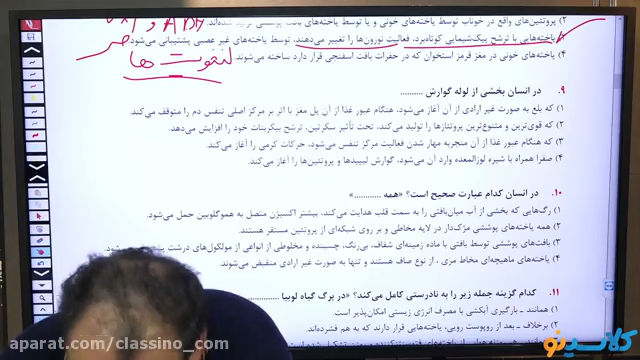 ۲) پروتئین‌های واقع در خوناب توسط یاخته‌های خونی و یا توسط یاخته‌های بافت پوششی تولید شده‌اند.
یاخته‌هایی با ترشح پیک‌شیمیایی کوتاه‌برد، فعالیت نورون‌ها را تغییر می‌دهند، توسط یاخته‌های غیر عصبی پشتیبانی می‌شود.
۴) یاخته‌های خونی در مغز قرمز استخوان که در حفرات بافت اسفنجی قرار دارد ساخته می‌شوند.
لنفوسیت ها
۹. در انسان بخشی از لوله گوارش ..........
۱) که بلع به صورت غیر ارادی از آن آغاز می‌شود، هنگام عبور غذا از آن پل مغز با اثر بر مرکز اصلی تنفس دم را متوقف می‌کند.
۲) که قوی‌ترین و متنوع‌ترین پروتئازها را تولید می‌کند، تحت تأثیر سکرتین، ترشح بیکربنات خود را افزایش می‌دهد.
۳) که هنگام عبور غذا از آن منجربه مهار شدن فعالیت مرکز تنفس می‌شود، حرکات کرمی را آغاز می‌کند.
۴) صفرا همراه با شیره لوزالمعده وارد آن می‌شود، گوارش لیپیدها و پروتئین‌ها را آغاز می‌کند.
۱۰. در انسان کدام عبارت صحیح است؟ «همه ............»
۱) رگ‌هایی که بخشی از آب میان‌بافتی را به سمت قلب هدایت می‌کند، بیشتر اکسیژن متصل به هموگلوبین حمل می‌شود.
۲) همه یاخته‌های پوششی مژک‌دار در لایه مخاطی و بر روی شبکه‌ای از پروتئین مستقر هستند.
۳) بافت‌های پوششی توسط بافتی با ماده زمینه‌ای شفاف، بی‌رنگ، چسبنده و مخلوطی از انواعی از مولکول‌های درشت
۴) یاخته‌های ماهیچه‌ای مخاط مری، از نوع صاف هستند و تنها به صورت غیر ارادی منقبض می‌شوند.
۱۱. کدام گزینه جمله زیر را به نادرستی کامل می‌کند؟ «در برگ گیاه لوبیا
۱) همانند - بارگیری آبکشی با مصرف انرژی زیستی امکان‌پذیر است.
۲) برخلاف - بعد از روپوست رویی، یاخته‌هایی قرار دارند که به هم فشرده‌اند.
aparat.com/classino_com
کلاسینو